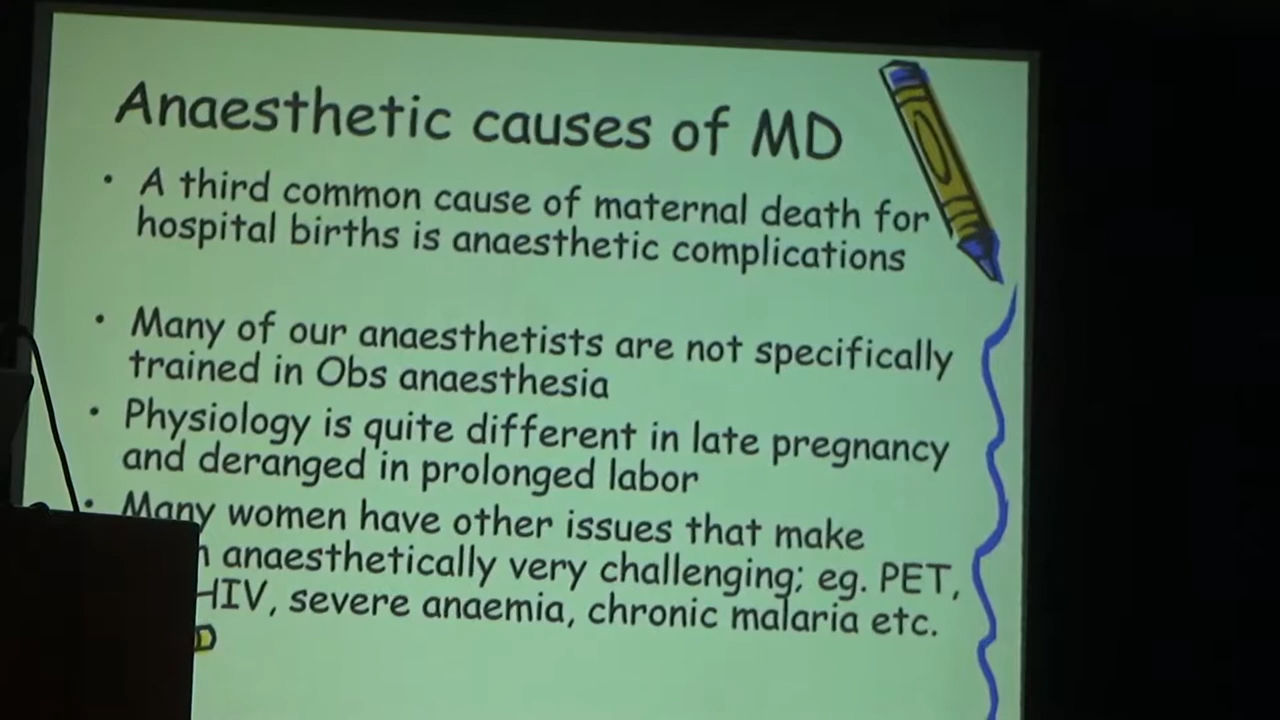 Anaesthetic causes of MD
• A third common cause of maternal death for
hospital births is anaesthetic complications
• Many of our anaesthetists are not specifically
trained in Obs anaesthesia
• Physiology is quite different in late pregnancy
and deranged in prolonged labor
• Many women have other issues that make
anaesthetically very challenging; eg. PET,
HIV, severe anaemia, chronic malaria etc.